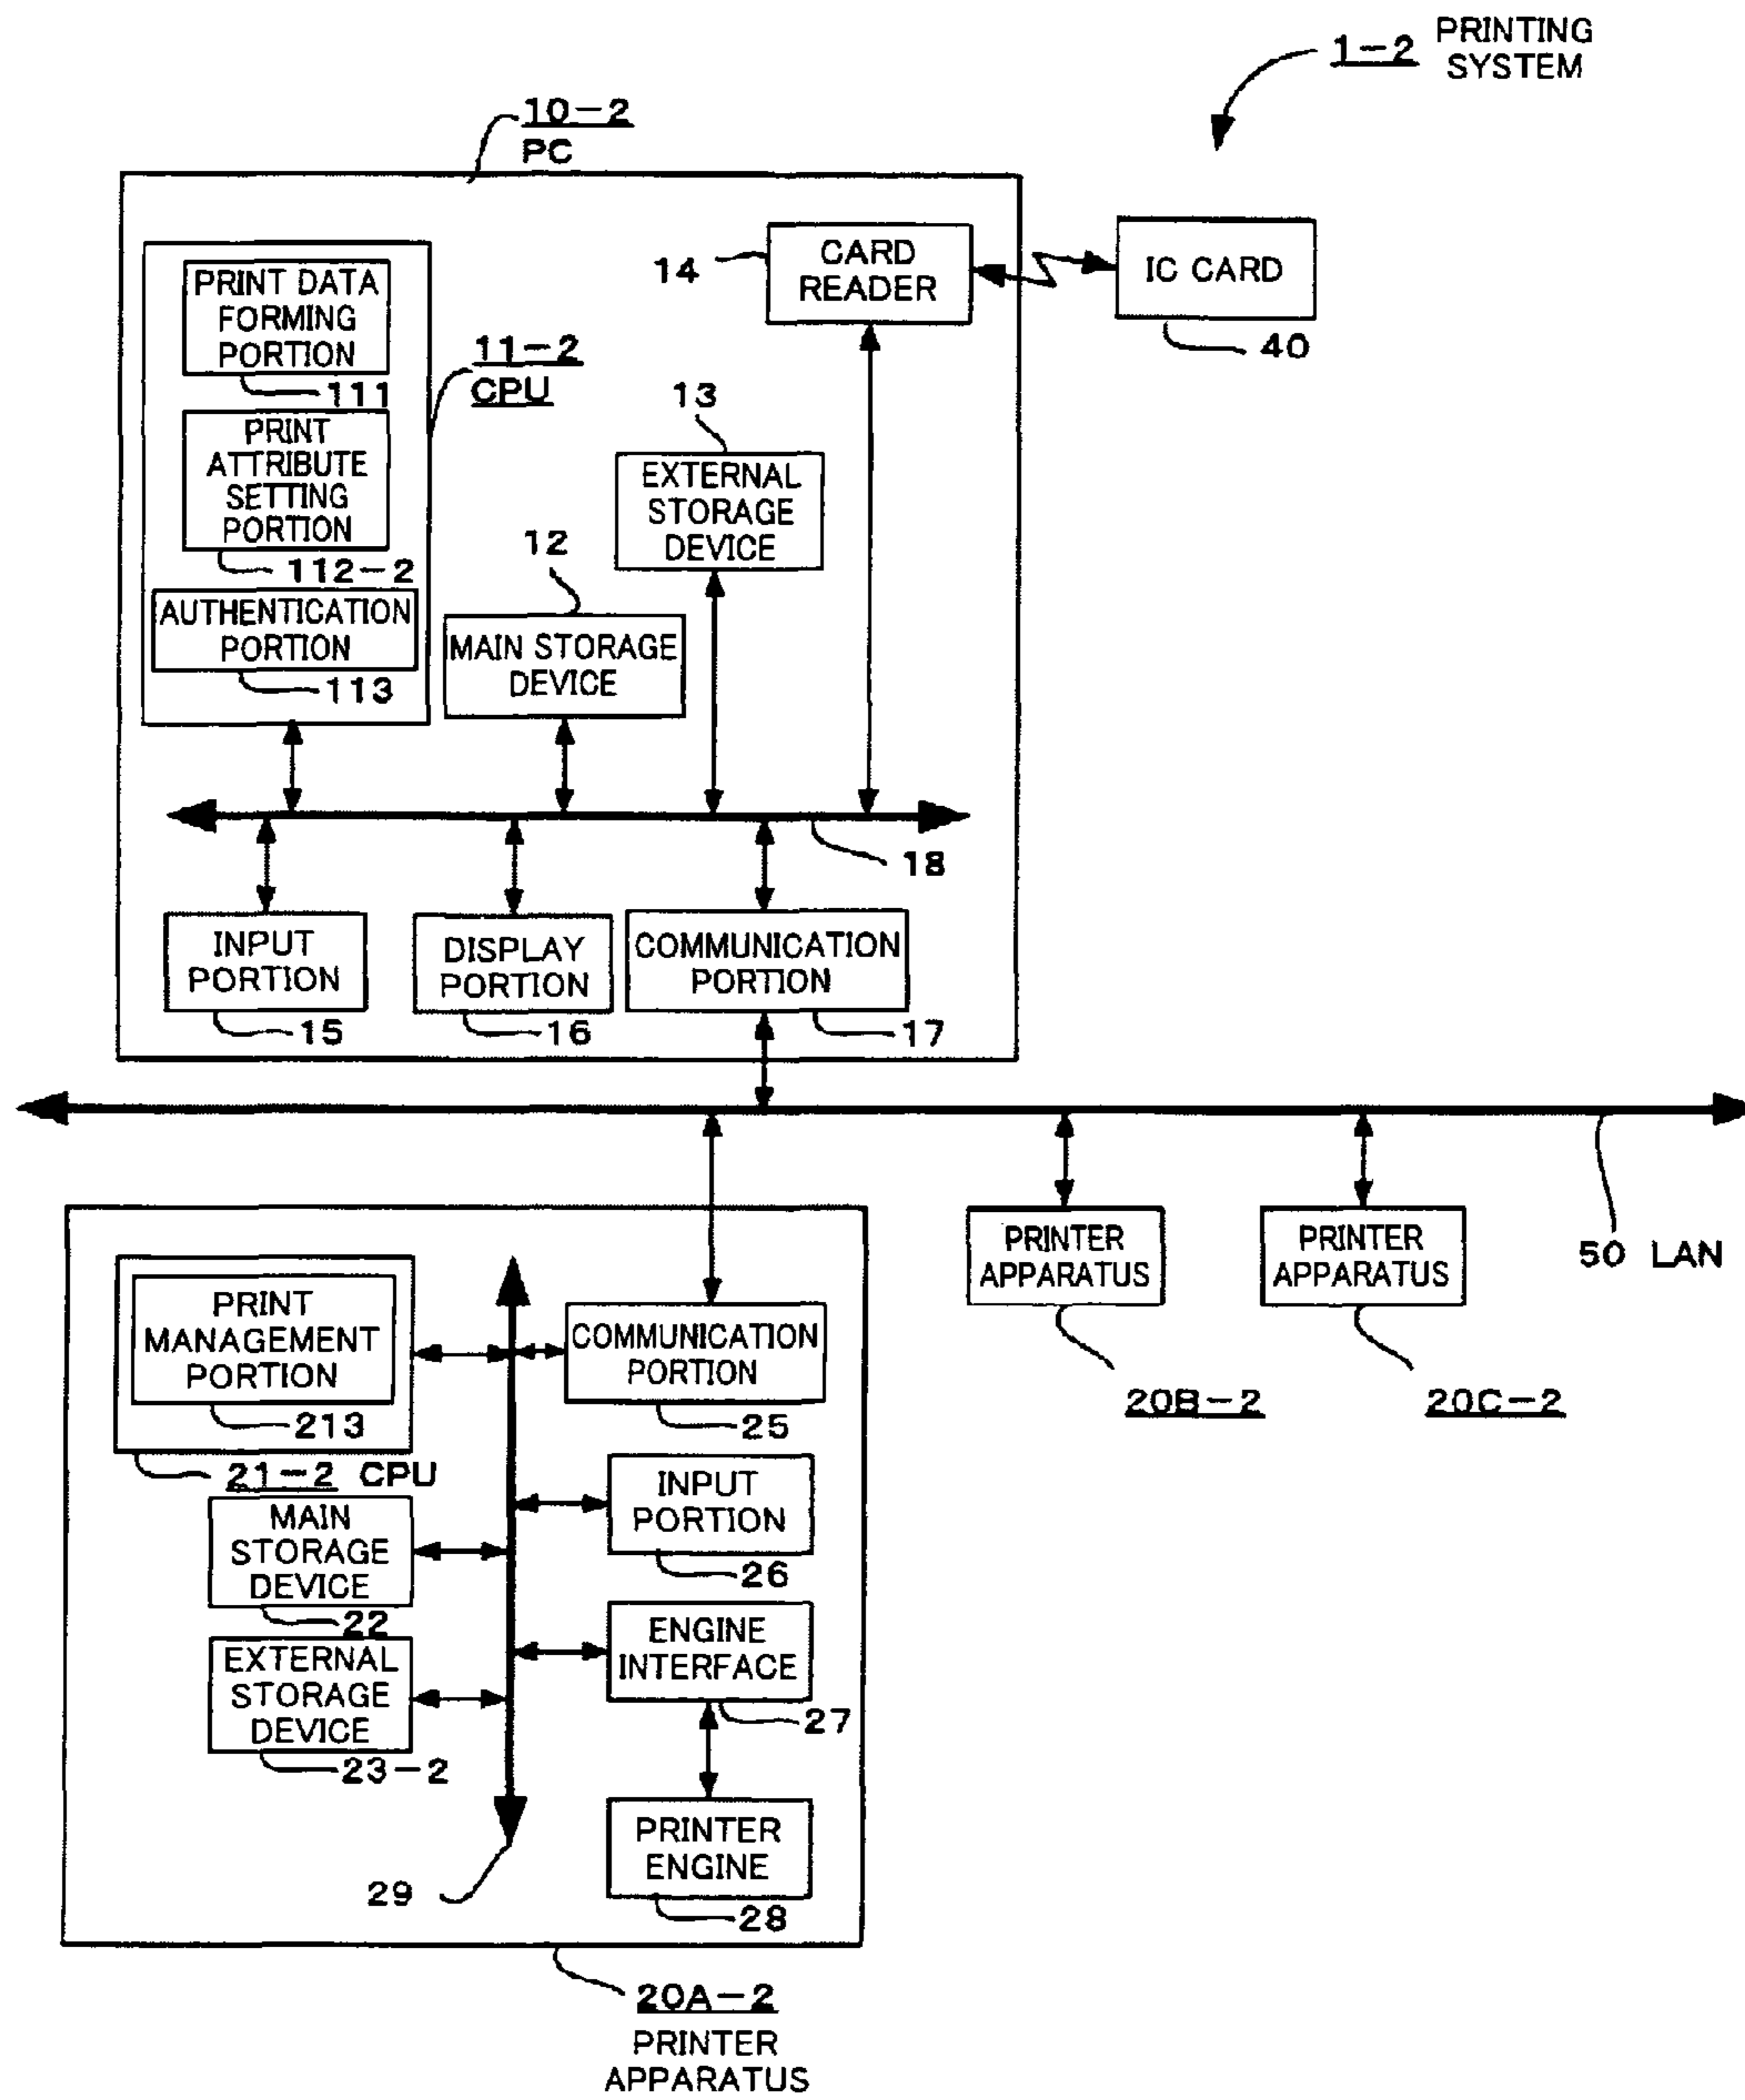 1-2 PRINTING
SYSTEM
10-2
PC
PRINT DATA
FORMING
PORTION
111
PRINT
ATTRIBUTE
SETTING
PORTION
112-2
AUTHENTICATION
PORTION
113
11-2
CPU
12
MAIN STORAGE
DEVICE
13
EXTERNAL
STORAGE
DEVICE
14
CARD
READER
IC CARD
40
18
INPUT
PORTION
15
DISPLAY
PORTION
16
COMMUNICATION
PORTION
17
50 LAN
PRINTER
APPARATUS
20B-2
PRINTER
APPARATUS
20C-2
PRINT
MANAGEMENT
PORTION
213
21-2 CPU
MAIN
STORAGE
DEVICE
22
EXTERNAL
STORAGE
DEVICE
23-2
COMMUNICATION
PORTION
25
INPUT
PORTION
26
ENGINE
INTERFACE
27
PRINTER
ENGINE
28
29
20A-2
PRINTER
APPARATUS